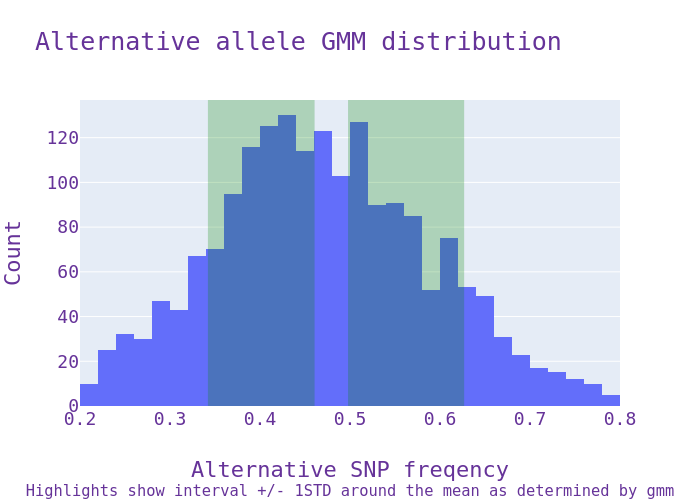 Alternative allele GMM distribution
120
100
80
60
40
20
0
Count
0.2 0.3 0.4 0.5 0.6 0.7 0.8
Alternative SNP freqency
Highlights show interval +/- 1STD around the mean as determined by gmm